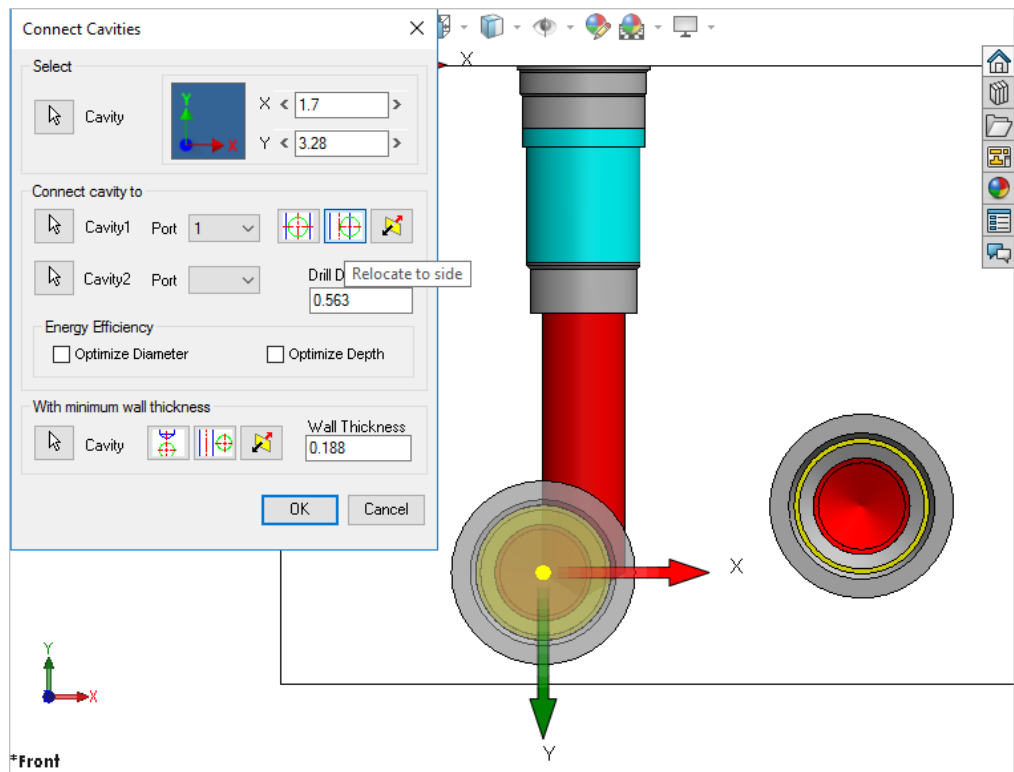 Connect Cavities
X
Select
Y
X
Cavity
X < 1.7 >
Y < 3.28 >
Connect cavity to
Cavity1 Port 1
Cavity2 Port
Drill D
Relocate to side
0.563
Energy Efficiency
Optimize Diameter
Optimize Depth
With minimum wall thickness
Cavity
Wall Thickness
0.188
OK
Cancel
X
Y
Y
X
*Front